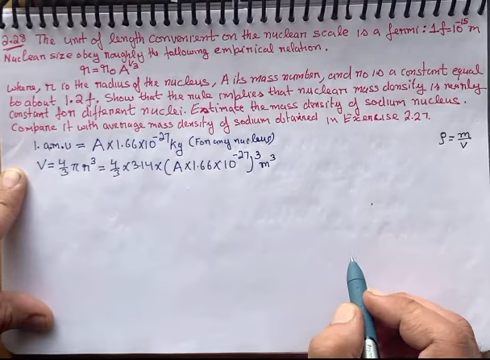 2.28 The unit of length convenient on the nuclear scale is a fermi: 1f=10⁻¹⁵ m
Nuclear size obey roughly the following empirical relation.
r=r₀ A^1/3
where, r is the radius of the nucleus, A its mass number, and r₀ is a constant equal
to about 1.2f. Show that the rule implies that nuclear mass density is nearly
constant for different nuclei. Estimate the mass density of sodium nucleus.
Compare it with average mass density of sodium obtained in Exercise 2.27.
1. a.m.u = A×1.66×10⁻²⁷ kg (For any nucleus)
ρ = m/v
V = 4/3 π r³ = 4/3 × 3.14 × (A×1.66×10⁻²⁷)³ m³